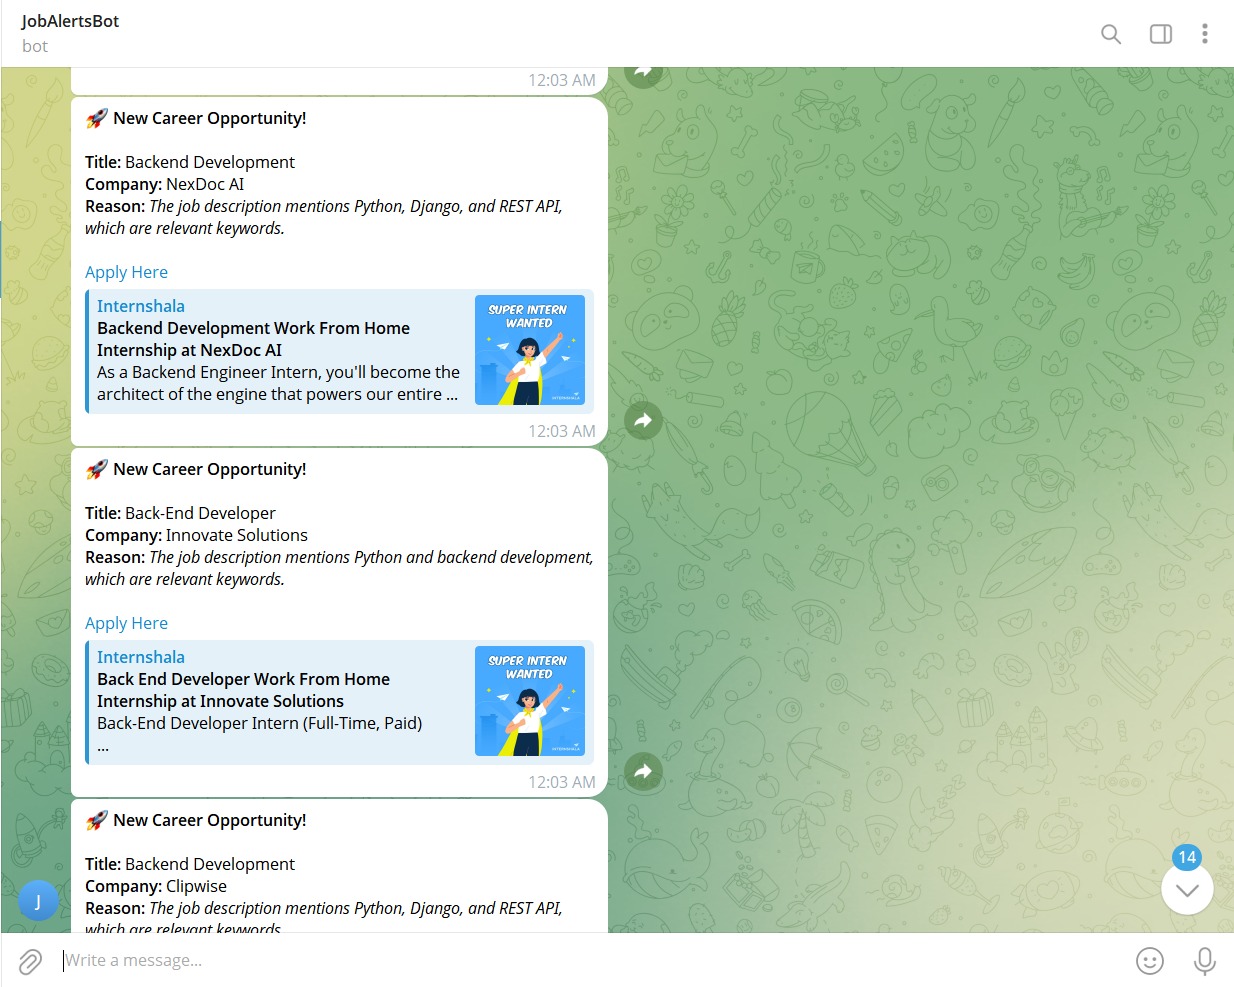 JobAlertsBot
bot
12:03 AM
🚀 New Career Opportunity!
Title: Backend Development
Company: NexDoc AI
Reason: The job description mentions Python, Django, and REST API,
which are relevant keywords.
Apply Here
Internshala
Backend Development Work From Home
Internship at NexDoc AI
As a Backend Engineer Intern, you'll become the
architect of the engine that powers our entire ...
SUPER INTERN
WANTED
INTERNSHALA
12:03 AM
🚀 New Career Opportunity!
Title: Back-End Developer
Company: Innovate Solutions
Reason: The job description mentions Python and backend development,
which are relevant keywords.
Apply Here
Internshala
Back End Developer Work From Home
Internship at Innovate Solutions
Back-End Developer Intern (Full-Time, Paid)
...
SUPER INTERN
WANTED
INTERNSHALA
12:03 AM
🚀 New Career Opportunity!
Title: Backend Development
Company: Clipwise
Reason: The job description mentions Python, Django, and REST API,
which are relevant keywords
J
14
Write a message...